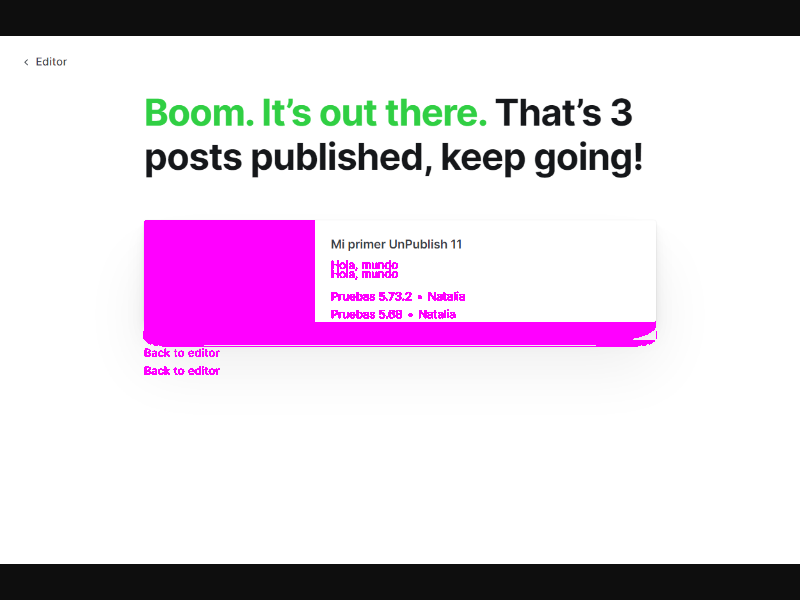 Editor
Boom. It’s out there. That’s 3
posts published, keep going!
Mi primer UnPublish 11
Hola, mundo
Hola, mundo
Pruebas 5.73.2 • Natalia
Pruebas 5.68 • Natalia
Back to editor
Back to editor